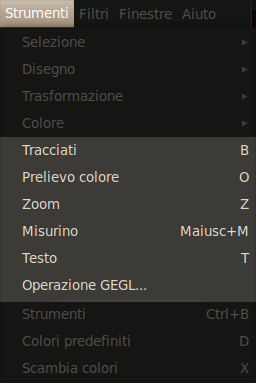 Strumenti Filtri Finestre Aiuto
Selezione
Disegno
Trasformazione
Colore
Tracciati B
Prelievo colore O
Zoom Z
Misurino Maiusc+M
Testo T
Operazione GEGL...
Strumenti Ctrl+B
Colori predefiniti D
Scambia colori X